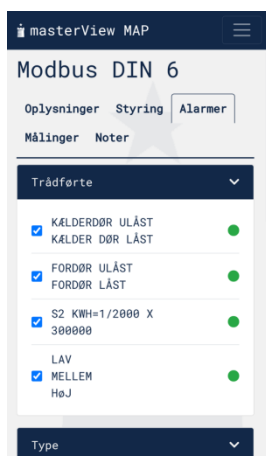 masterView MAP
Modbus DIN 6
Oplysninger Styring Alarmer
Målinger Noter
Trådførte
KÆLDERDØR ULÅST
KÆLDER DØR LÅST
FORDØR ULÅST
FORDØR LÅST
S2 KWH=1/2000 X
300000
LAV
MELLEM
HøJ
Type